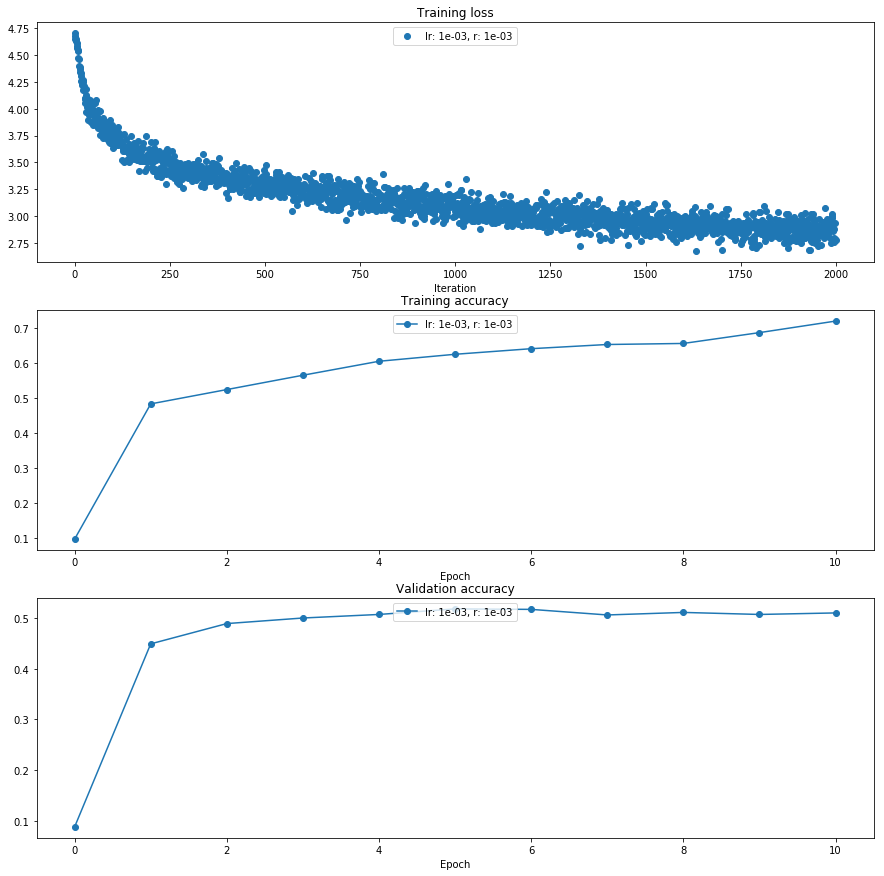 Training loss
lr: 1e-03, r: 1e-03
4.75
4.50
4.25
4.00
3.75
3.50
3.25
3.00
2.75
0 250 500 750 1000 1250 1500 1750 2000
Iteration
Training accuracy
lr: 1e-03, r: 1e-03
0.7
0.6
0.5
0.4
0.3
0.2
0.1
0 2 4 6 8 10
Epoch
Validation accuracy
lr: 1e-03, r: 1e-03
0.5
0.4
0.3
0.2
0.1
0 2 4 6 8 10
Epoch